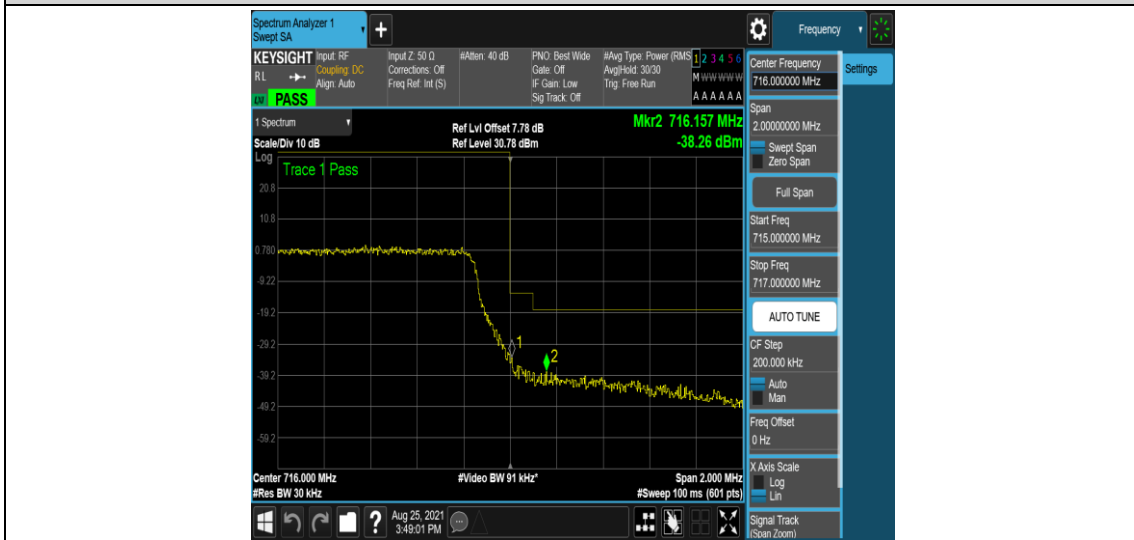 Spectrum Analyzer 1
Swept SA
+
Frequency
KEYSIGHT
RL
LXI
PASS
Input: RF
Coupling: DC
Align: Auto
Input Z: 50 Ω
Corrections: Off
Freq Ref: Int (S)
#Atten: 40 dB
PNO: Best Wide
Gate: Off
IF Gain: Low
Sig Track: Off
#Avg Type: Power (RMS
Avg|Hold: 30/30
Trig: Free Run
1 2 3 4 5 6
M W W W W W
A A A A A A
1 Spectrum
Scale/Div 10 dB
Ref Lvl Offset 7.78 dB
Ref Level 30.78 dBm
Mkr2 716.157 MHz
-38.26 dBm
Log
Trace 1 Pass
20.8
10.8
0.780
-9.22
-19.2
-29.2
-39.2
-49.2
-59.2
1
2
Center 716.000 MHz
#Res BW 30 kHz
#Video BW 91 kHz*
Span 2.000 MHz
#Sweep 100 ms (601 pts)
Center Frequency
716.000000 MHz
Settings
Span
2.00000000 MHz
Swept Span
Zero Span
Full Span
Start Freq
715.000000 MHz
Stop Freq
717.000000 MHz
AUTO TUNE
CF Step
200.000 kHz
Auto
Man
Freq Offset
0 Hz
X Axis Scale
Log
Lin
Signal Track
(Span Zoom)
?
Aug 25, 2021
3:49:01 PM